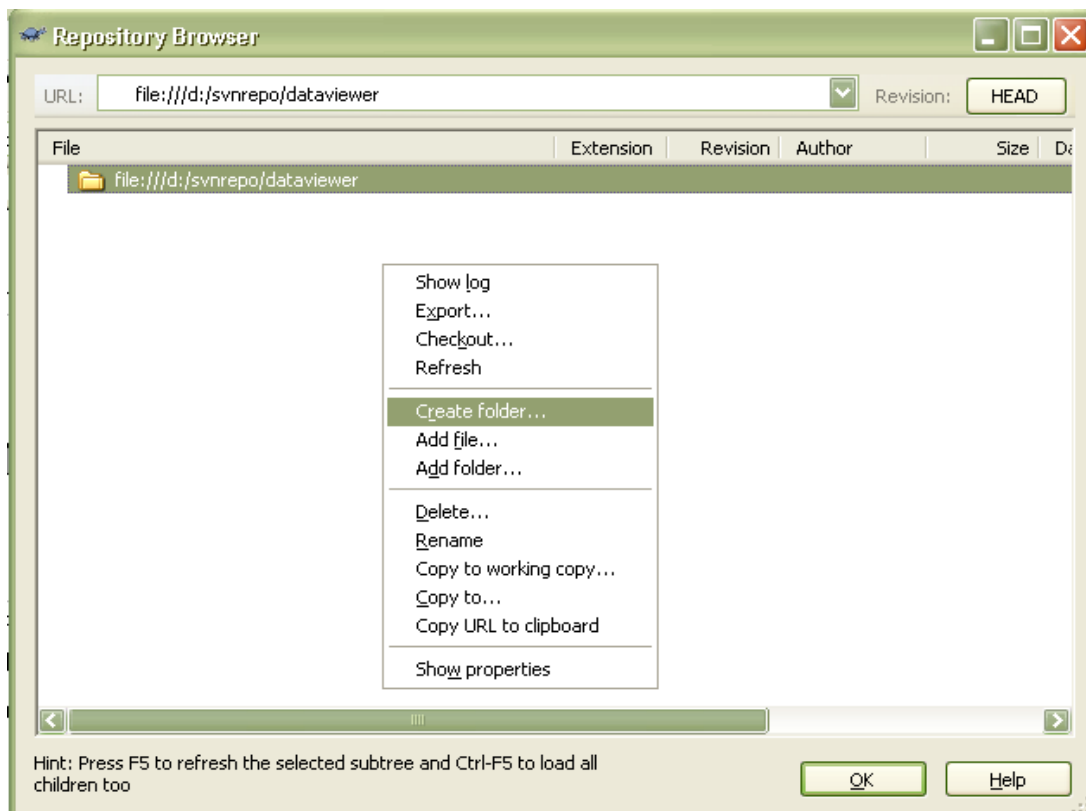 Repository Browser
URL: file:///d:/svnrepo/dataviewer Revision: HEAD
File Extension Revision Author Size Da
file:///d:/svnrepo/dataviewer
Show log
Export...
Checkout...
Refresh
Create folder...
Add file...
Add folder...
Delete...
Rename
Copy to working copy...
Copy to...
Copy URL to clipboard
Show properties
Hint: Press F5 to refresh the selected subtree and Ctrl-F5 to load all
children too
OK Help